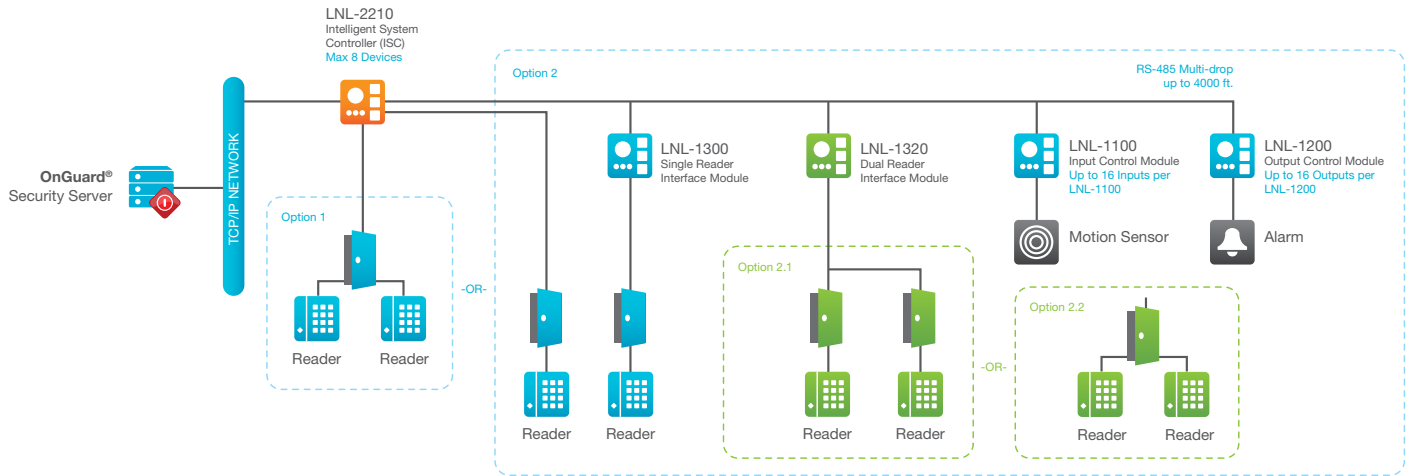 LNL-2210
Intelligent System
Controller (ISC)
Max 8 Devices
Option 2
RS-485 Multi-drop
up to 4000 ft.
OnGuard®
Security Server
TCP/IP NETWORK
LNL-1300
Single Reader
Interface Module
LNL-1320
Dual Reader
Interface Module
LNL-1100
Input Control Module
Up to 16 Inputs per
LNL-1100
LNL-1200
Output Control Module
Up to 16 Outputs per
LNL-1200
Option 1
Motion Sensor
Alarm
Option 2.1
-OR-
Option 2.2
Reader
Reader
-OR-
Reader
Reader
Reader
Reader
Reader
Reader